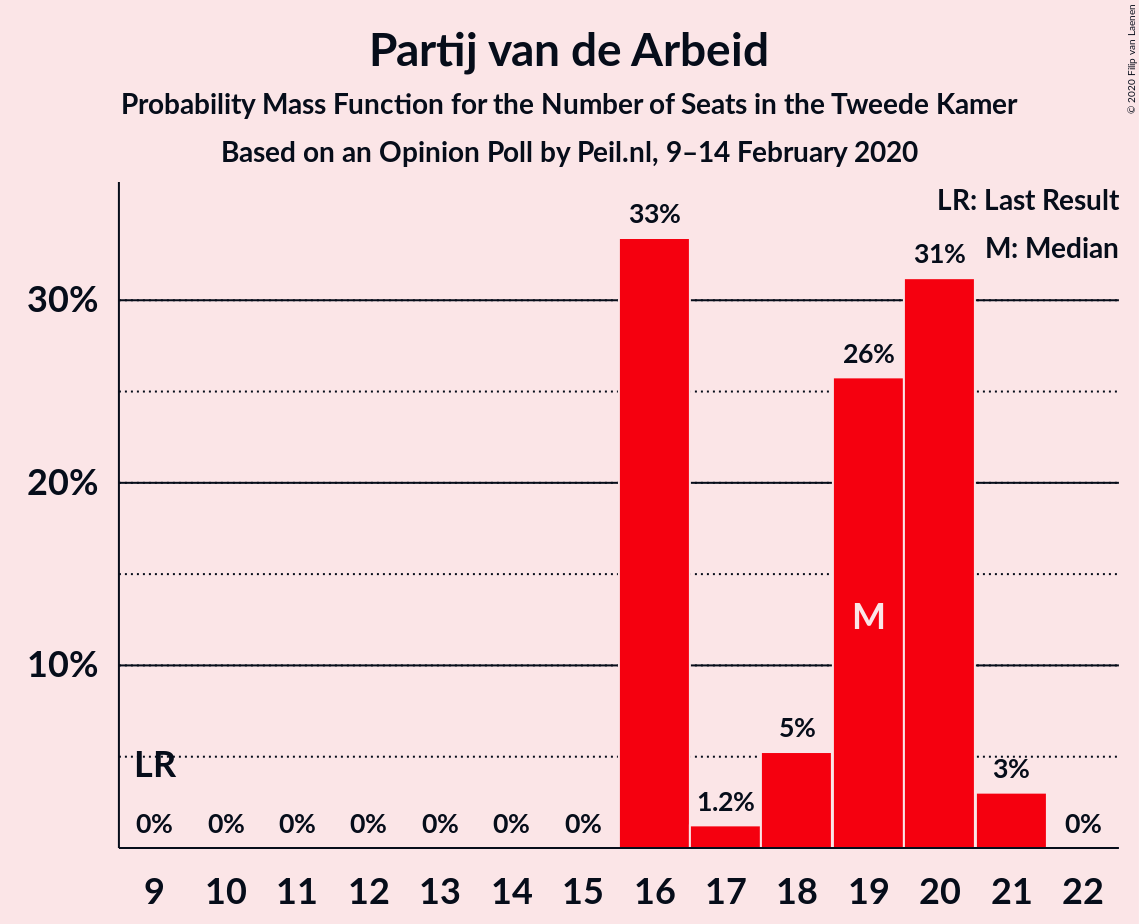 Partij van de Arbeid
Probability Mass Function for the Number of Seats in the Tweede Kamer
Based on an Opinion Poll by Peil.nl, 9–14 February 2020
© 2020 Filip van Laenen
LR: Last Result
M: Median
33%
31%
30%
26%
20%
M
10%
5%
LR
3%
1.2%
0% 0% 0% 0% 0% 0% 0% 0%
9 10 11 12 13 14 15 16 17 18 19 20 21 22